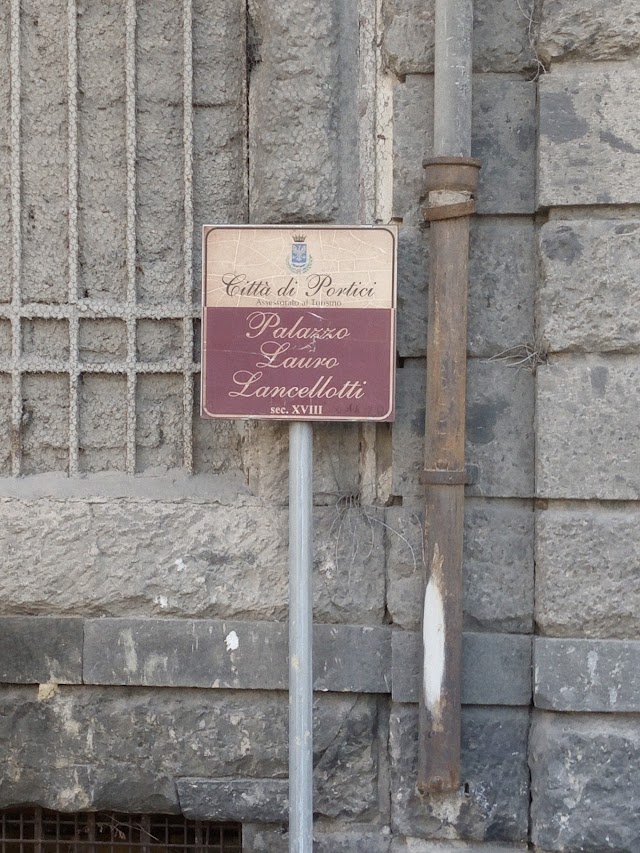 Città di Portici
Assessorato al Turismo
Palazzo
Lauro
Lancellotti
sec. XVIII